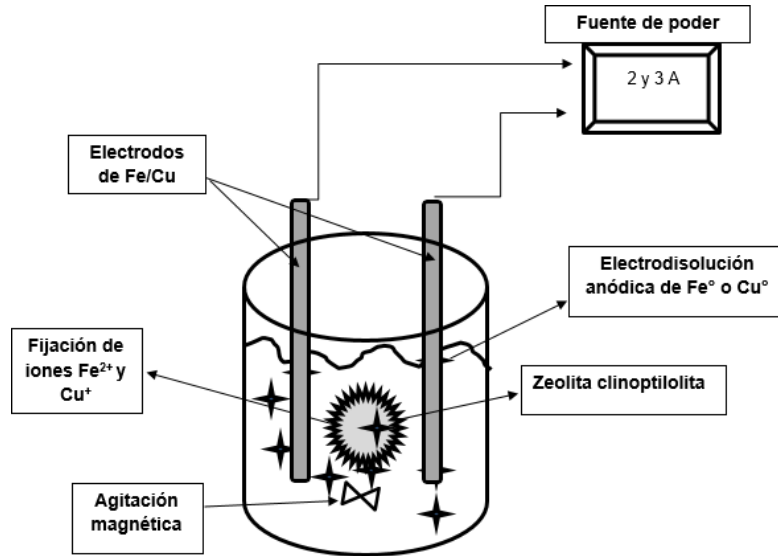 Fuente de poder
2 y 3 A
Electrodos
de Fe/Cu
Electrodisolución
anódica de Fe° o Cu°
Fijación de
iones Fe²⁺ y
Cu⁺
Zeolita clinoptilolita
Agitación
magnética